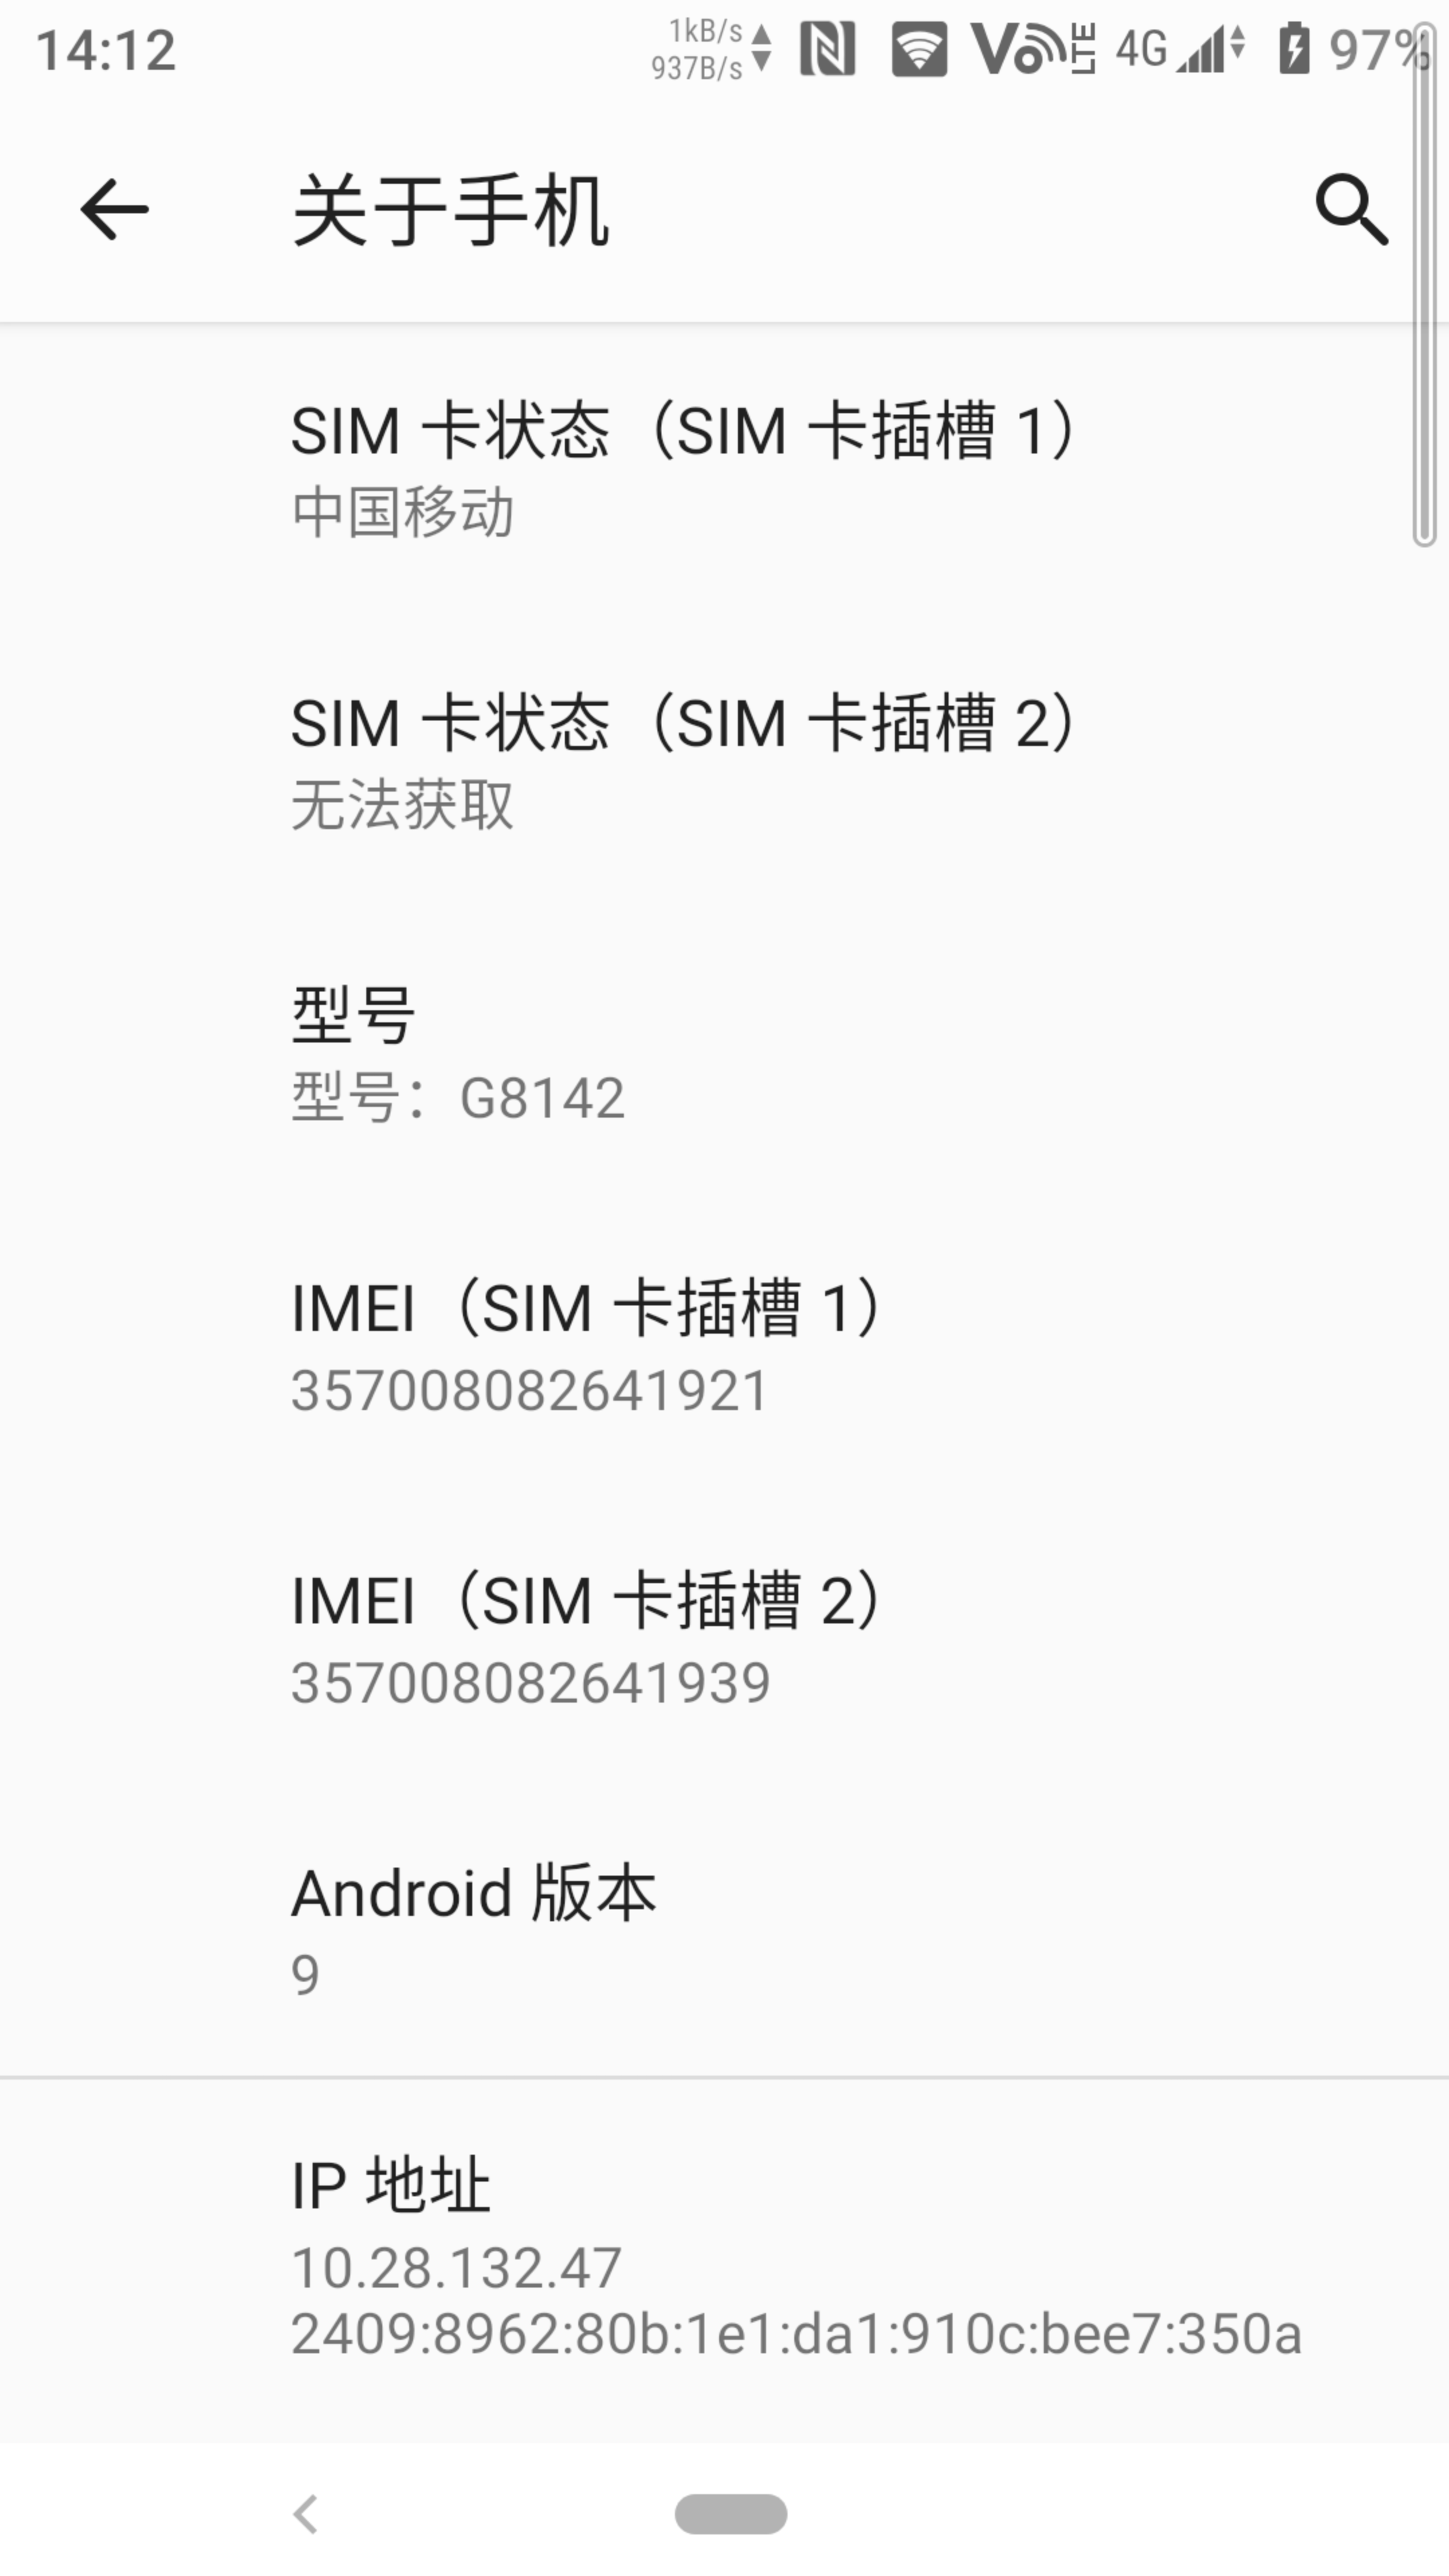 14:12
1kB/s
937B/s
VoLTE 4G 97%
关于手机
SIM 卡状态（SIM 卡插槽 1）
中国移动
SIM 卡状态（SIM 卡插槽 2）
无法获取
型号
型号：G8142
IMEI（SIM 卡插槽 1）
357008082641921
IMEI（SIM 卡插槽 2）
357008082641939
Android 版本
9
IP 地址
10.28.132.47
2409:8962:80b:1e1:da1:910c:bee7:350a